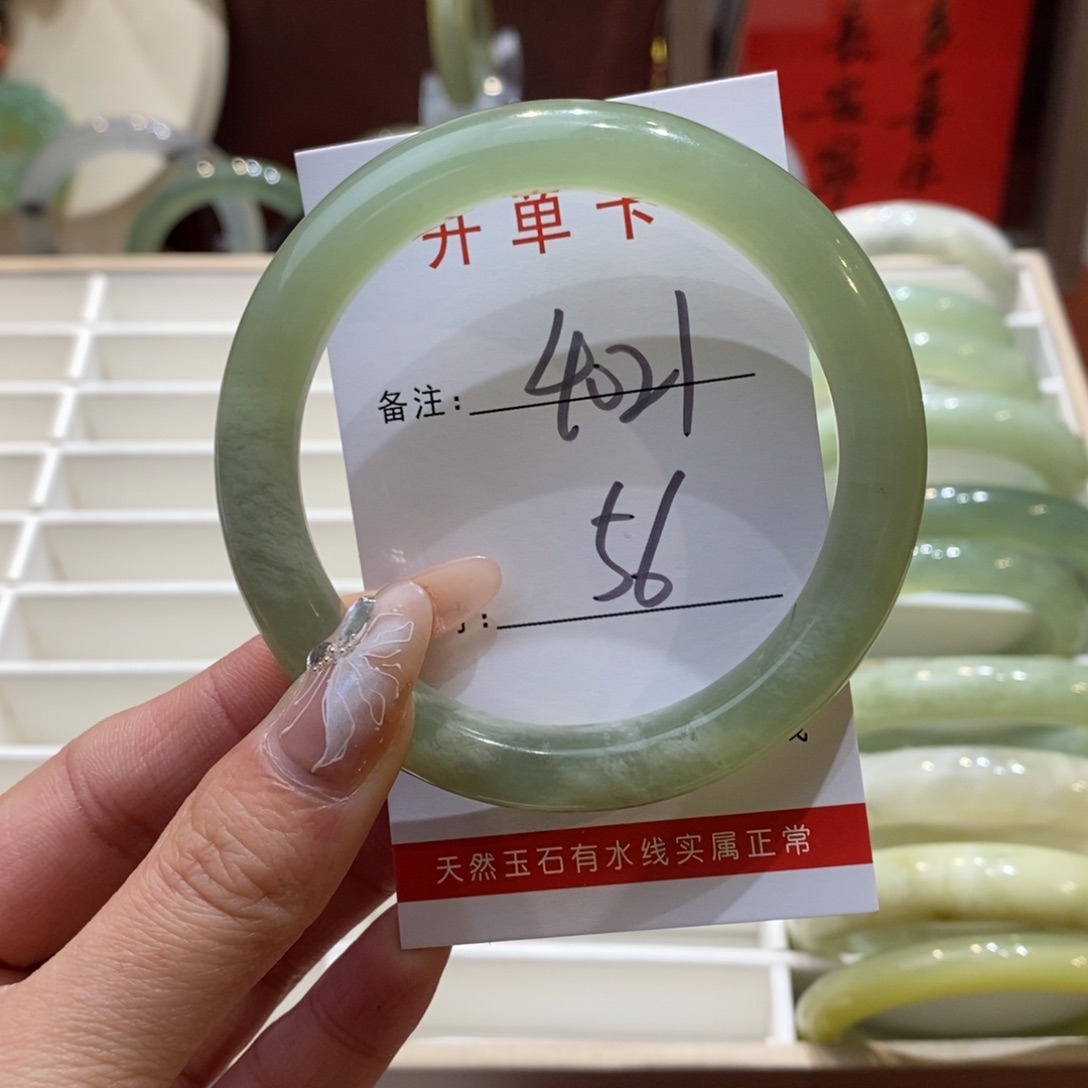 开单卡
备注: 4021
56
天然玉石有水线实属正常